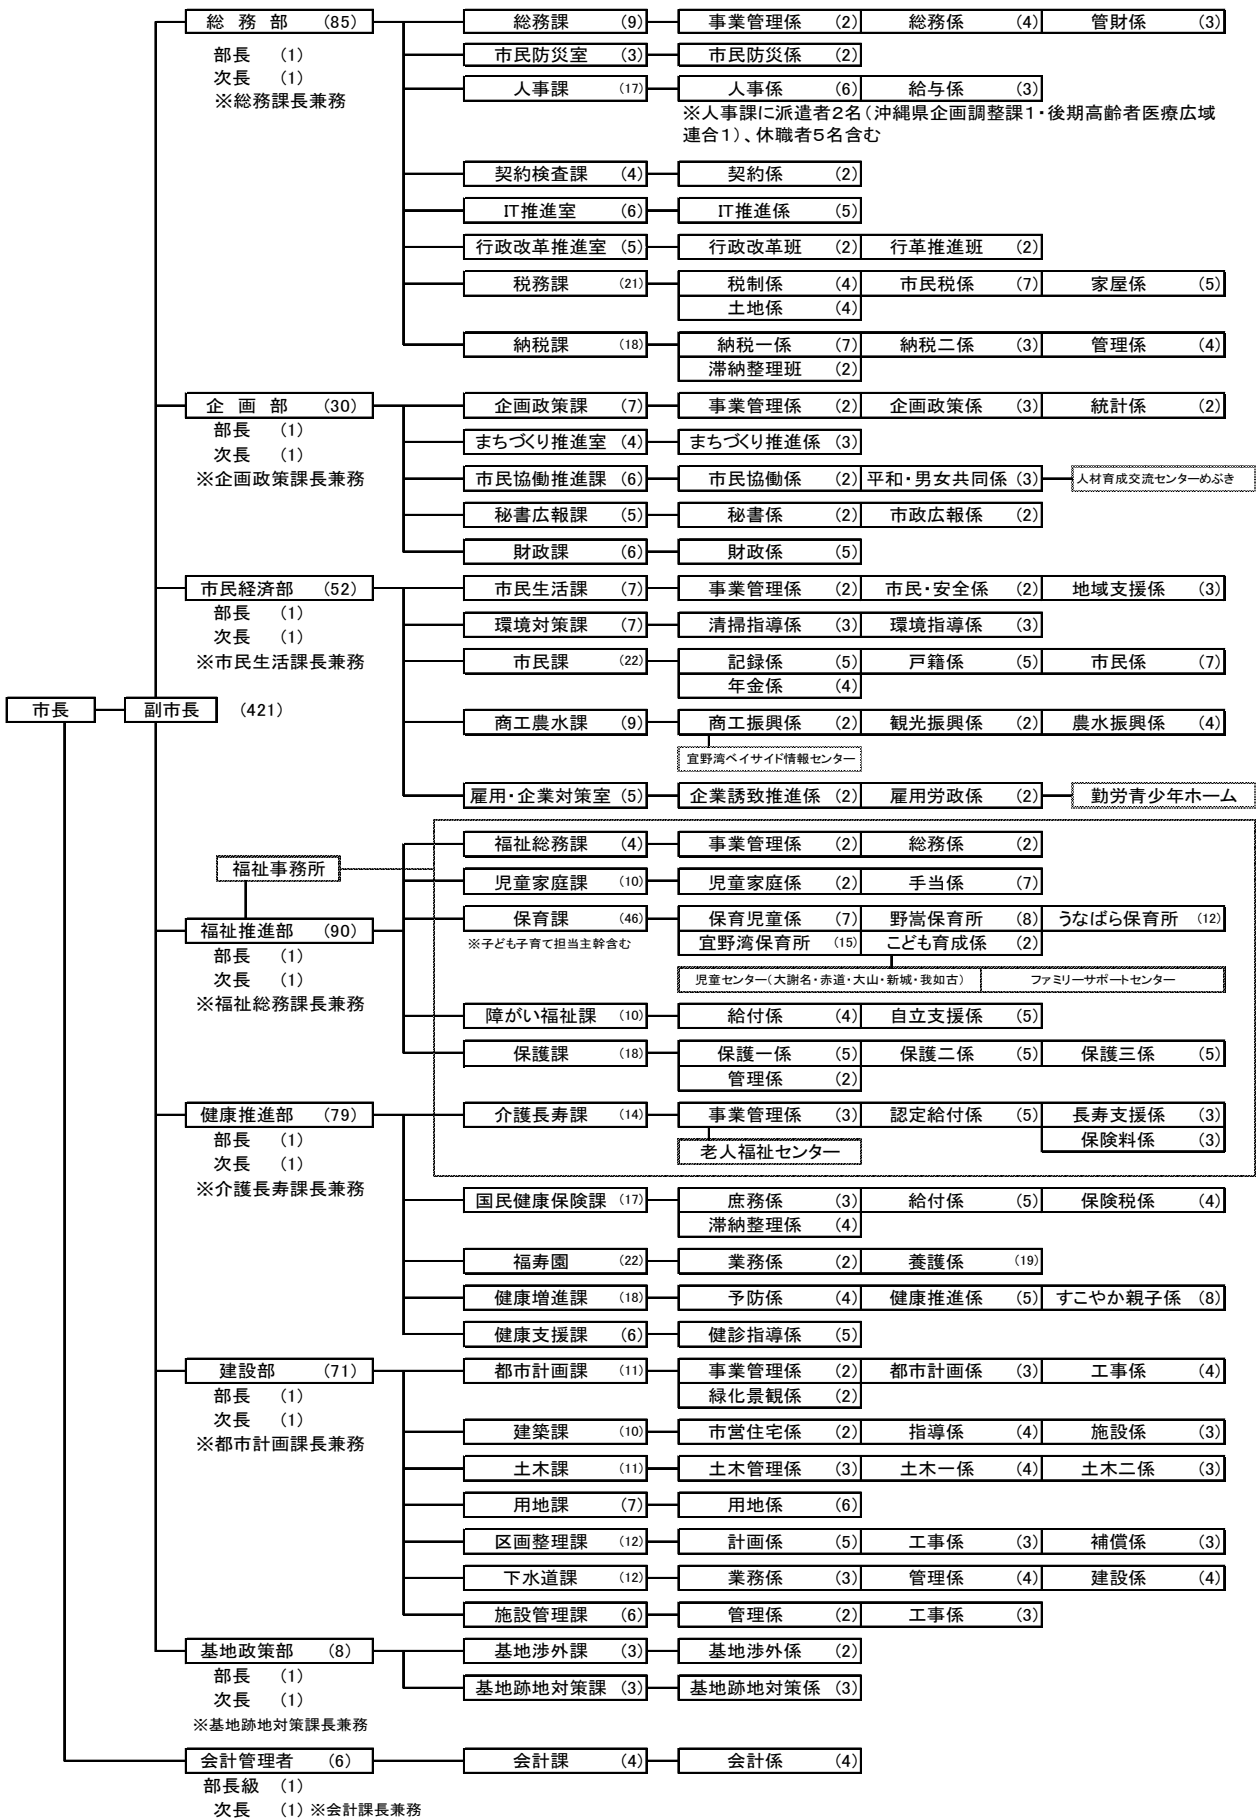 総務部 (85) 総務課 (9) 事業管理係 (2) 総務係 (4) 管財係 (3)
部長 (1) 市民防災室 (3) 市民防災係 (2)
次長 (1)
※総務課長兼務 人事課 (17) 人事係 (6) 給与係 (3)
※人事課に派遣者2名(沖縄県企画調整課1・後期高齢者医療広域
連合1)、休職者5名含む
契約検査課 (4) 契約係 (2)
IT推進室 (6) IT推進係 (5)
行政改革推進室 (5) 行政改革班 (2) 行革推進班 (2)
税務課 (21) 税制係 (4) 市民税係 (7) 家屋係 (5)
土地係 (4)
納税課 (18) 納税一係 (7) 納税二係 (3) 管理係 (4)
滞納整理班 (2)
企画部 (30) 企画政策課 (7) 事業管理係 (2) 企画政策係 (3) 統計係 (2)
部長 (1) まちづくり推進室 (4) まちづくり推進係 (3)
次長 (1)
※企画政策課長兼務 市民協働推進課 (6) 市民協働係 (2) 平和・男女共同係 (3) 人材育成交流センターめぶき
秘書広報課 (5) 秘書係 (2) 市政広報係 (2)
財政課 (6) 財政係 (5)
市民経済部 (52) 市民生活課 (7) 事業管理係 (2) 市民・安全係 (2) 地域支援係 (3)
部長 (1) 環境対策課 (7) 清掃指導係 (3) 環境指導係 (3)
次長 (1)
※市民生活課長兼務 市民課 (22) 記録係 (5) 戸籍係 (5) 市民係 (7)
年金係 (4)
市長 副市長 (421) 商工農水課 (9) 商工振興係 (2) 観光振興係 (2) 農水振興係 (4)
宜野湾ベイサイド情報センター
雇用・企業対策室 (5) 企業誘致推進係 (2) 雇用労政係 (2) 勤労青少年ホーム
福祉総務課 (4) 事業管理係 (2) 総務係 (2)
福祉事務所
児童家庭課 (10) 児童家庭係 (2) 手当係 (7)
保育課 (46) 保育児童係 (7) 野嵩保育所 (8) うなばら保育所 (12)
福祉推進部 (90) ※子ども子育て担当主幹含む 宜野湾保育所 (15) こども育成係 (2)
部長 (1)
次長 (1) 児童センター(大謝名・赤道・大山・新城・我如古) ファミリーサポートセンター
※福祉総務課長兼務
障がい福祉課 (10) 給付係 (4) 自立支援係 (5)
保護課 (18) 保護一係 (5) 保護二係 (5) 保護三係 (5)
管理係 (2)
健康推進部 (79) 介護長寿課 (14) 事業管理係 (3) 認定給付係 (5) 長寿支援係 (3)
部長 (1) 保険料係 (3)
次長 (1) 老人福祉センター
※介護長寿課長兼務
国民健康保険課 (17) 庶務係 (3) 給付係 (5) 保険税係 (4)
滞納整理係 (4)
福寿園 (22) 業務係 (2) 養護係 (19)
健康増進課 (18) 予防係 (4) 健康推進係 (5) すこやか親子係 (8)
健康支援課 (6) 健診指導係 (5)
建設部 (71) 都市計画課 (11) 事業管理係 (2) 都市計画係 (3) 工事係 (4)
部長 (1) 緑化景観係 (2)
次長 (1) 建築課 (10) 市営住宅係 (2) 指導係 (4) 施設係 (3)
※都市計画課長兼務
土木課 (11) 土木管理係 (3) 土木一係 (4) 土木二係 (3)
用地課 (7) 用地係 (6)
区画整理課 (12) 計画係 (5) 工事係 (3) 補償係 (3)
下水道課 (12) 業務係 (3) 管理係 (4) 建設係 (4)
施設管理課 (6) 管理係 (2) 工事係 (3)
基地政策部 (8) 基地渉外課 (3) 基地渉外係 (2)
部長 (1)
次長 (1) 基地跡地対策課 (3) 基地跡地対策係 (3)
※基地跡地対策課長兼務
会計管理者 (6) 会計課 (4) 会計係 (4)
部長級 (1)
次長 (1) ※会計課長兼務